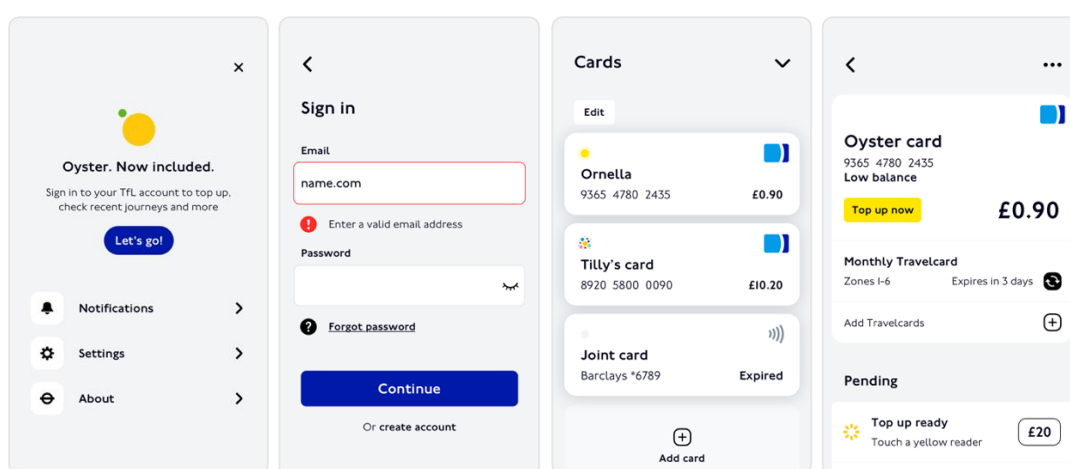 Oyster. Now included.
Sign in to your TfL account to top up,
check recent journeys and more
Let's go!
Notifications
Settings
About
Sign in
Email
name.com
Enter a valid email address
Password
Forgot password
Continue
Or create account
Cards
Edit
Ornella
9365 4780 2435 £0.90
Tilly's card
8920 5800 0090 £10.20
Joint card
Barclays *6789 Expired
Add card
Oyster card
9365 4780 2435
Low balance
Top up now £0.90
Monthly Travelcard
Zones 1-6 Expires in 3 days
Add Travelcards
Pending
Top up ready
Touch a yellow reader £20